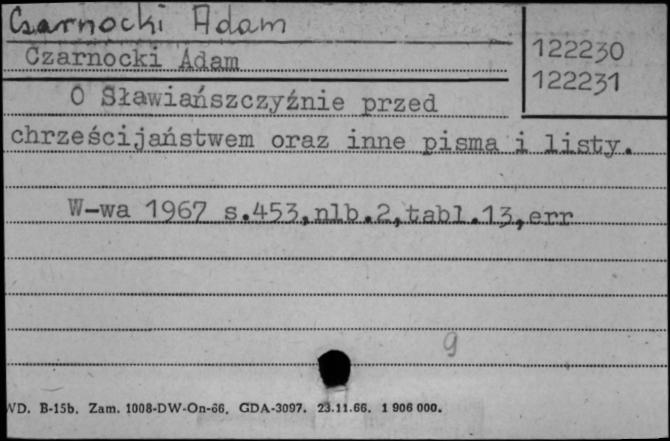 Czarnocki Adam
122230
Czarnocki Adam
122231
O Sławiańszczyźnie przed
chrześcijaństwem oraz inne pisma i listy.
W-wa 1967 s.453,nlb.2,tabl.13,err
9
WD. B-15b. Zam. 1008-DW-On-66. GDA-3097. 23.11.66. 1 906 000.